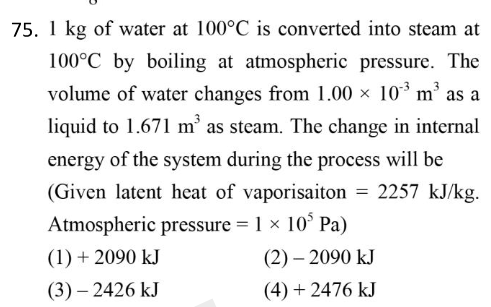 75. 1 kg of water at 100°C is converted into steam at
100°C by boiling at atmospheric pressure. The
volume of water changes from 1.00 × 10⁻³ m³ as a
liquid to 1.671 m³ as steam. The change in internal
energy of the system during the process will be
(Given latent heat of vaporisaiton = 2257 kJ/kg.
Atmospheric pressure = 1 × 10⁵ Pa)
(1) + 2090 kJ (2) – 2090 kJ
(3) – 2426 kJ (4) + 2476 kJ